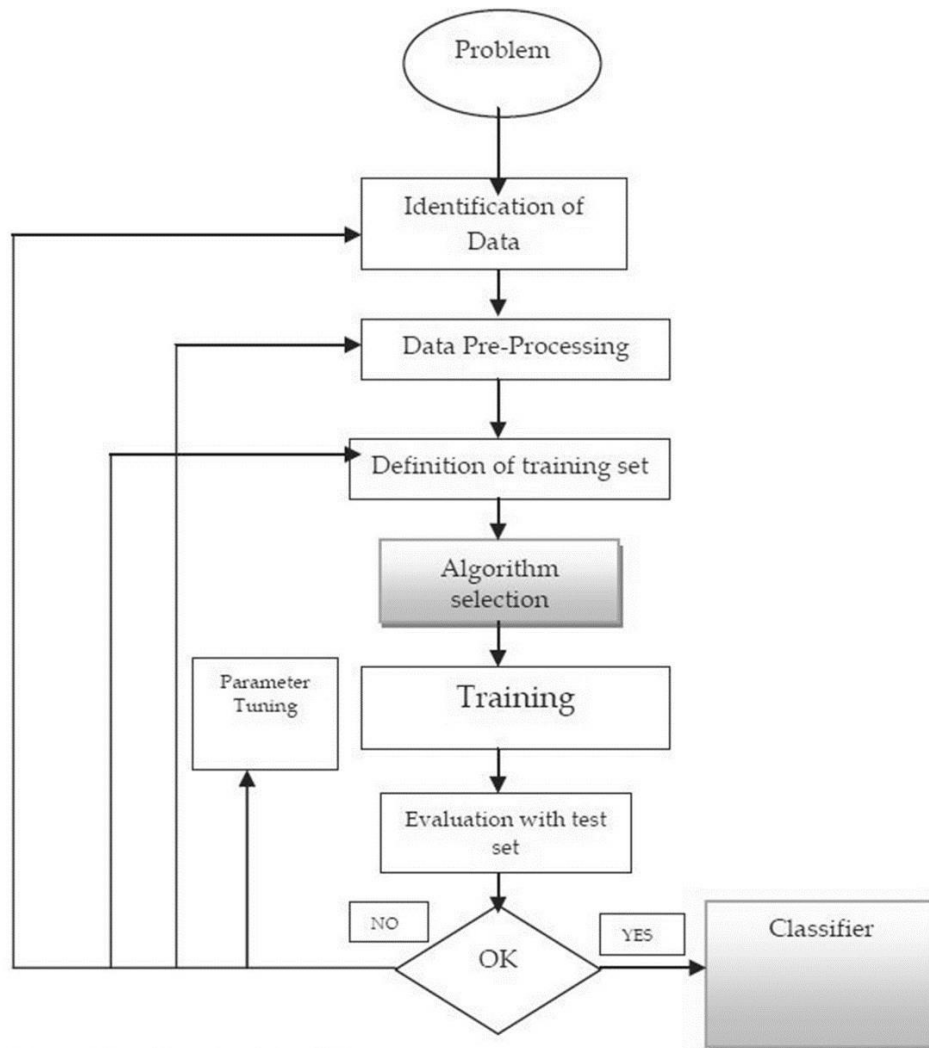 Problem
Identification of
Data
Data Pre-Processing
Definition of training set
Algorithm
selection
Parameter
Tuning
Training
Evaluation with test
set
NO
OK
YES
Classifier